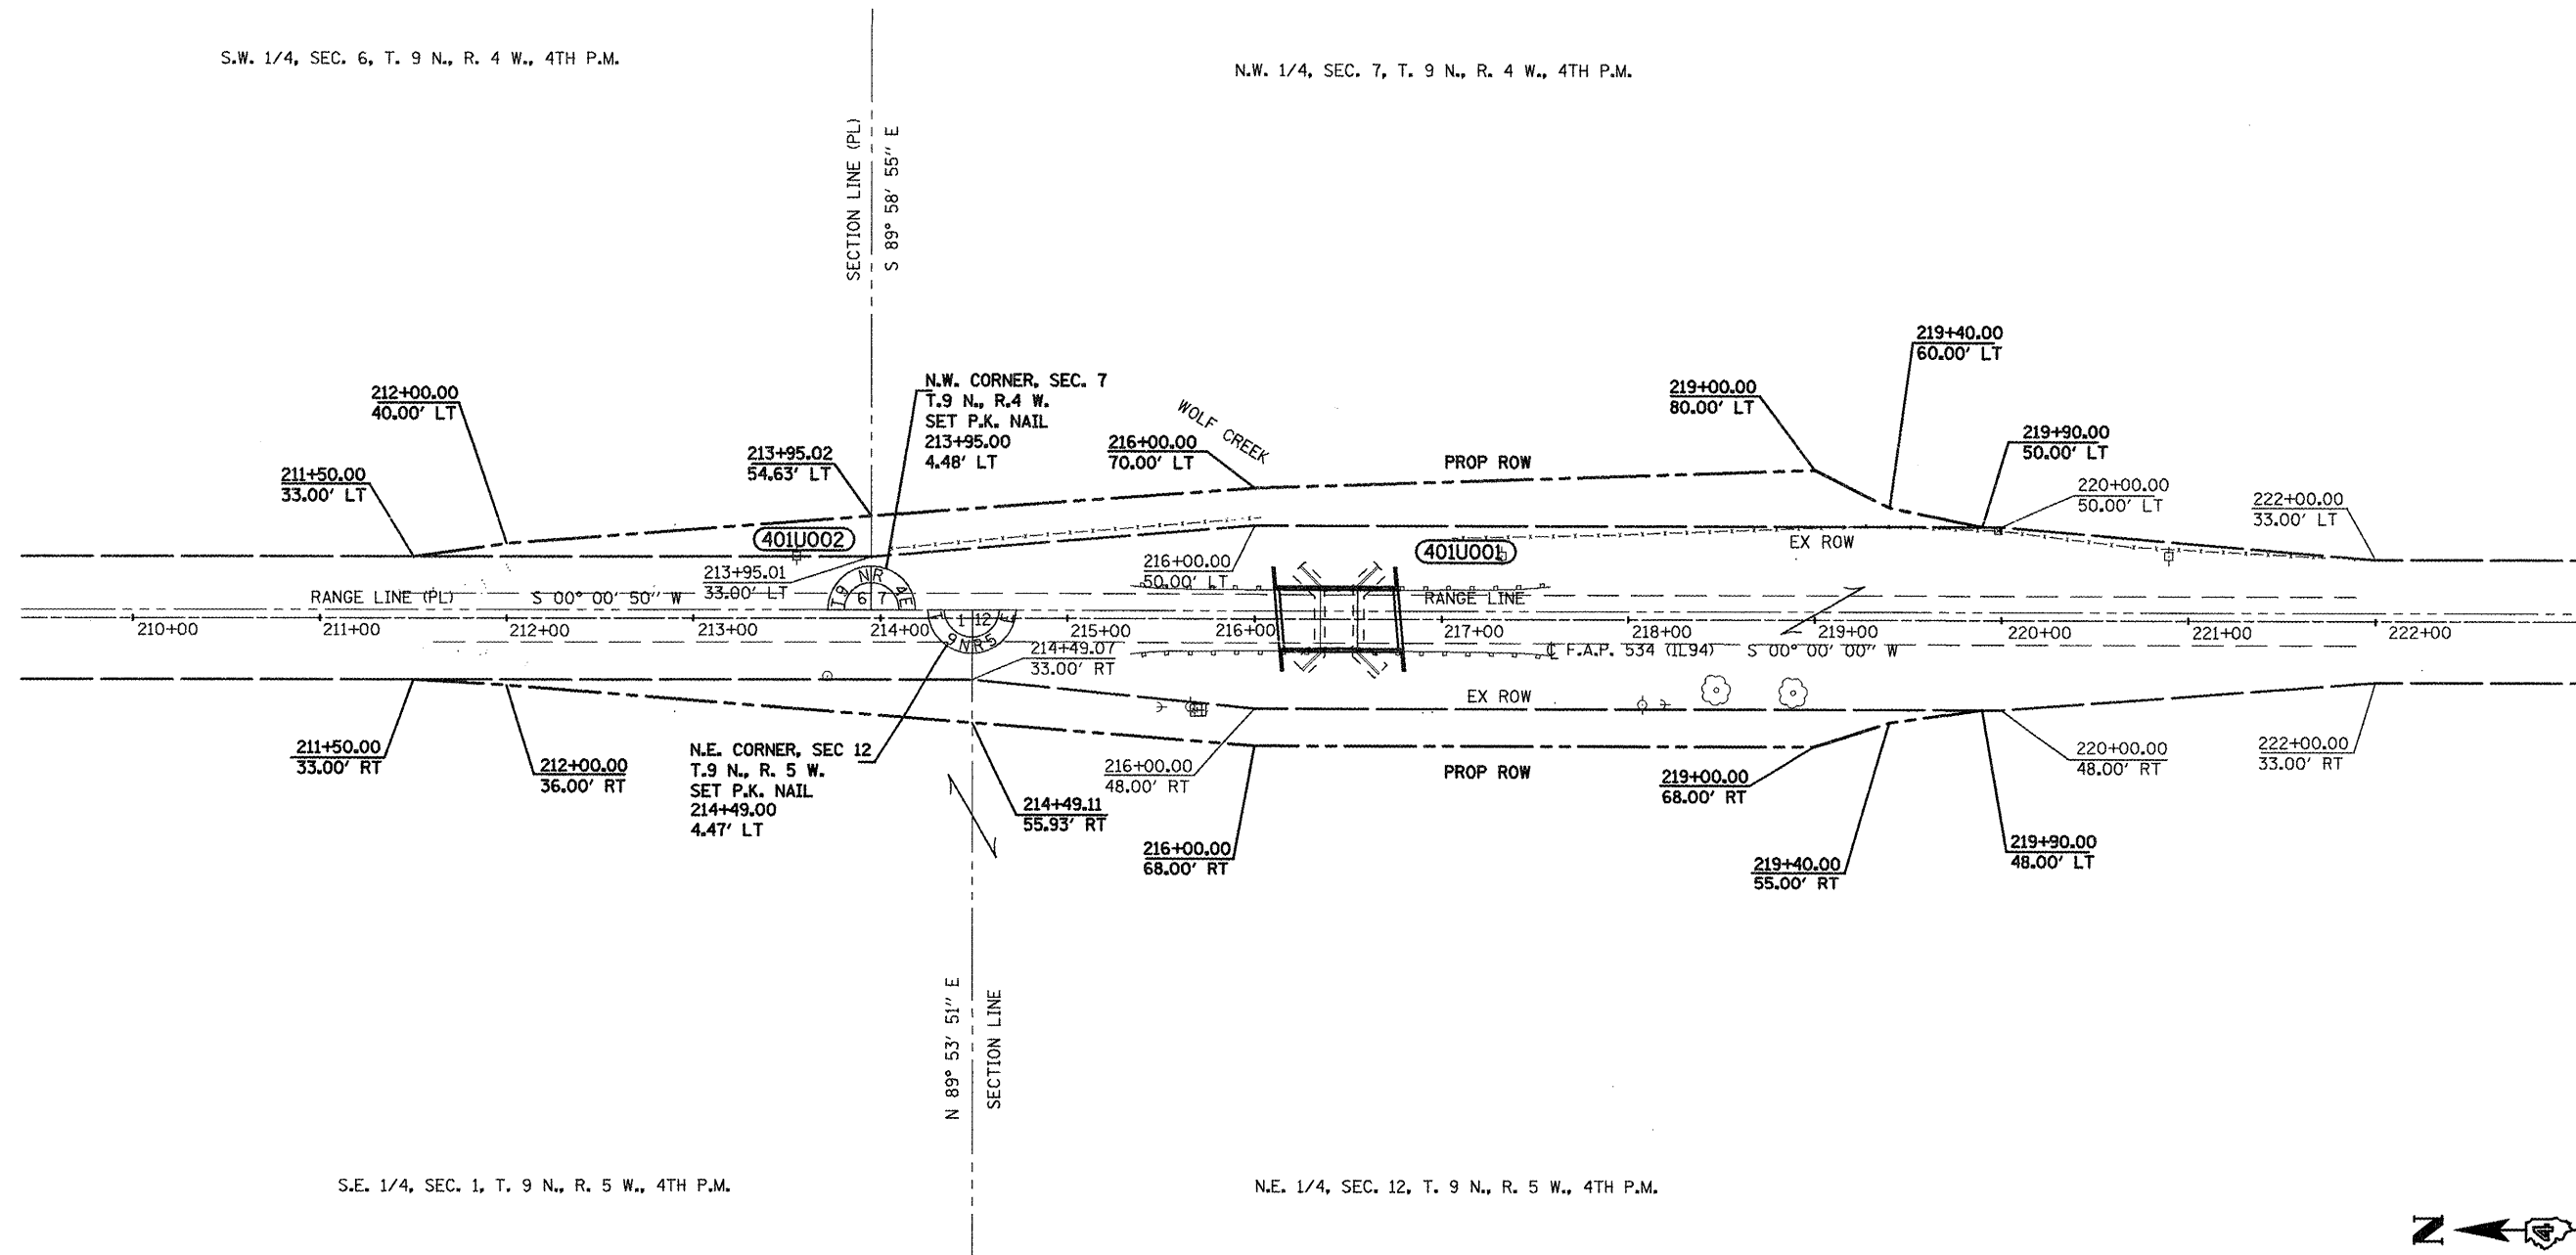 S.W. 1/4, SEC. 6, T. 9 N., R. 4 W., 4TH P.M.
N.W. 1/4, SEC. 7, T. 9 N., R. 4 W., 4TH P.M.
SECTION LINE (PL)
S 89° 58' 55" E
219+40.00
60.00' LT
212+00.00
40.00' LT
N.W. CORNER, SEC. 7
T.9 N., R.4 W.
SET P.K. NAIL
213+95.00
4.48' LT
WOLF CREEK
219+00.00
80.00' LT
219+90.00
50.00' LT
213+95.02
54.63' LT
216+00.00
70.00' LT
PROP ROW
211+50.00
33.00' LT
220+00.00
50.00' LT
222+00.00
33.00' LT
401U002
401U001
EX ROW
213+95.01
33.00' LT
216+00.00
50.00' LT
T9 NR 4E
6 7
RANGE LINE (PL)
S 00° 00' 50" W
RANGE LINE
1 12
T 9 NR5 E
210+00
211+00
212+00
213+00
214+00
215+00
216+00
217+00
218+00
219+00
220+00
221+00
222+00
214+49.07
33.00' RT
℄ F.A.P. 534 (IL94)
S 00° 00' 00" W
EX ROW
211+50.00
33.00' RT
212+00.00
36.00' RT
N.E. CORNER, SEC 12
T.9 N., R. 5 W.
SET P.K. NAIL
214+49.00
4.47' LT
216+00.00
48.00' RT
PROP ROW
219+00.00
68.00' RT
220+00.00
48.00' RT
222+00.00
33.00' RT
214+49.11
55.93' RT
216+00.00
68.00' RT
219+40.00
55.00' RT
219+90.00
48.00' LT
N 89° 53' 51" E
SECTION LINE
S.E. 1/4, SEC. 1, T. 9 N., R. 5 W., 4TH P.M.
N.E. 1/4, SEC. 12, T. 9 N., R. 5 W., 4TH P.M.
N